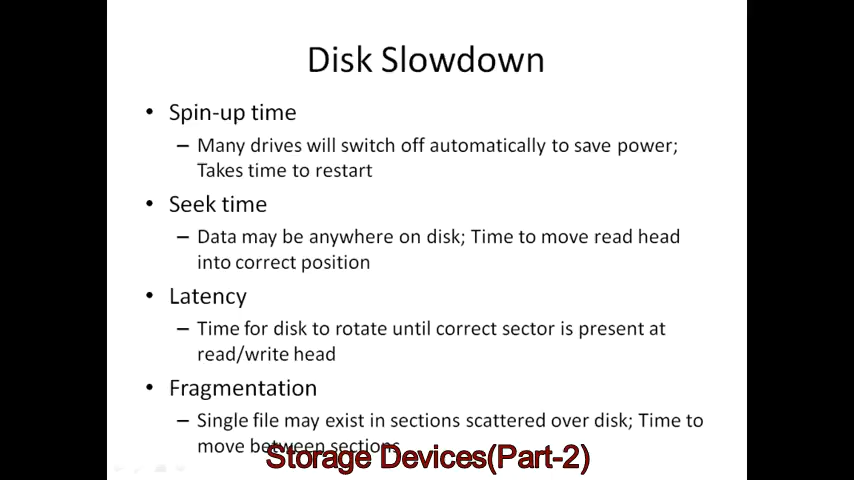 Disk Slowdown
• Spin-up time
– Many drives will switch off automatically to save power;
Takes time to restart
• Seek time
– Data may be anywhere on disk; Time to move read head
into correct position
• Latency
– Time for disk to rotate until correct sector is present at
read/write head
• Fragmentation
– Single file may exist in sections scattered over disk; Time to
move between sections
Storage Devices(Part-2)